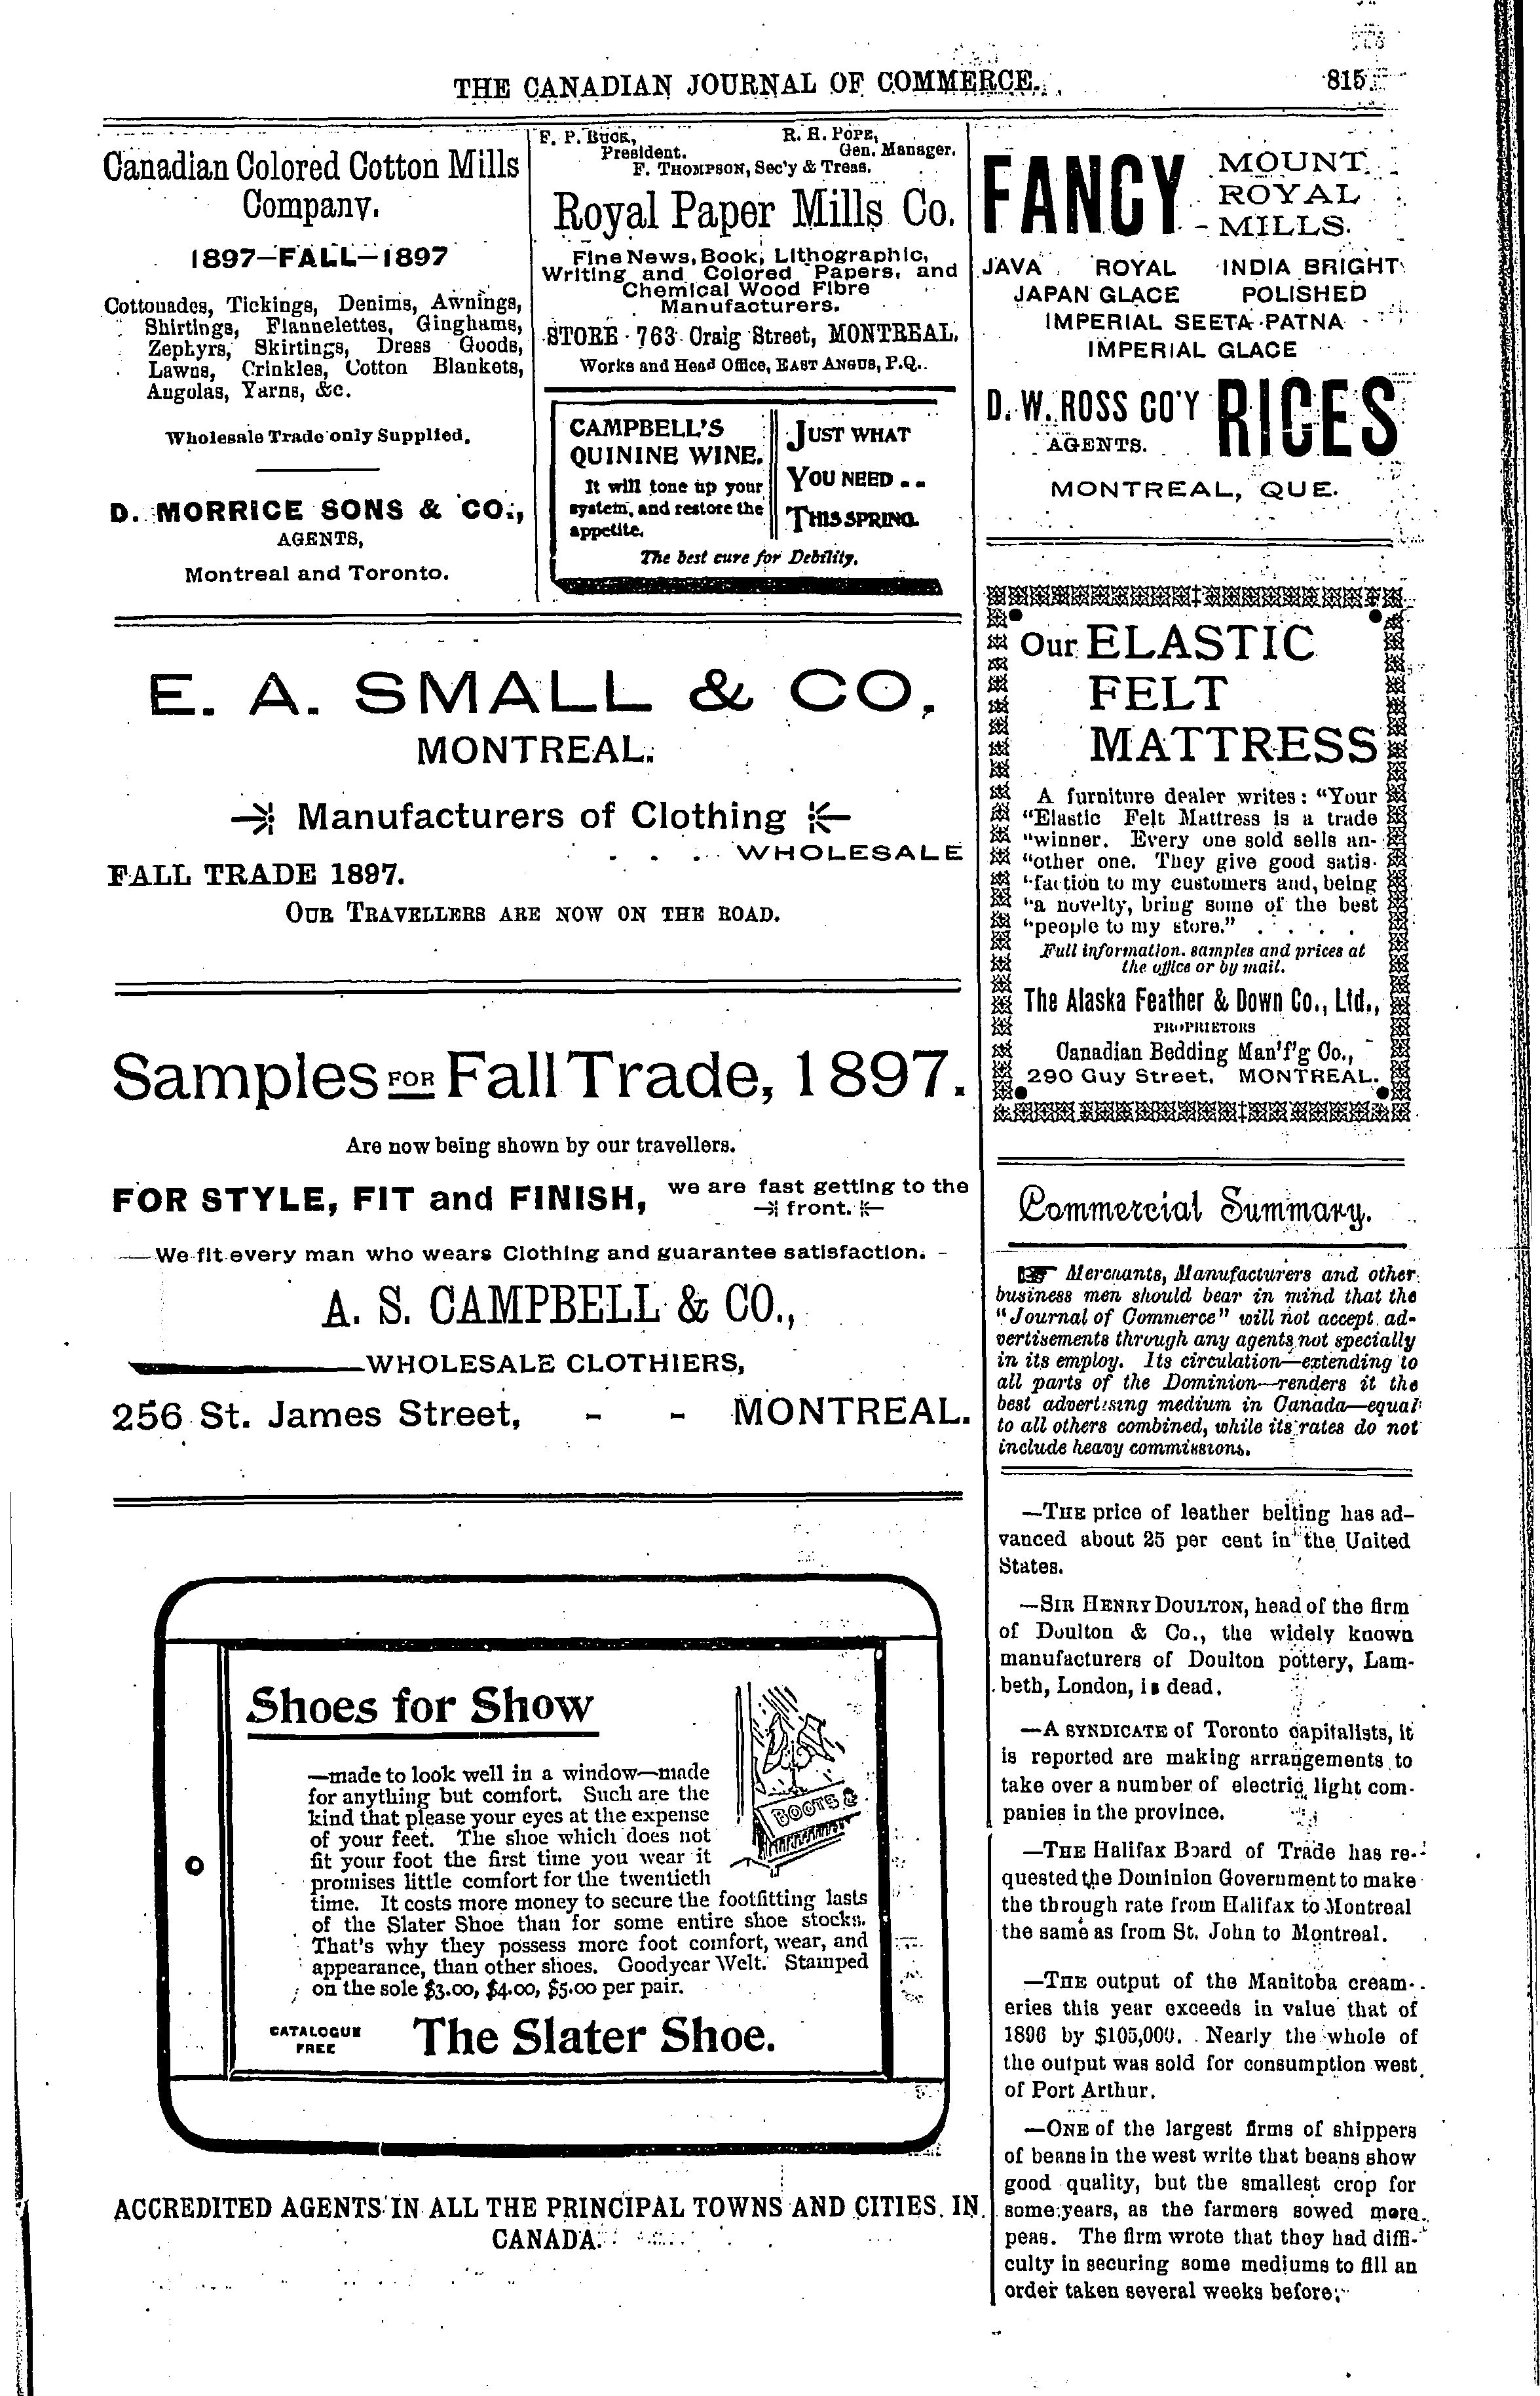 THE CANADIAN JOURNAL OF COMMERCE.
815
Canadian Colored Cotton Mills
Company.
1897—FALL—1897
Cottonades, Tickings, Denims, Awnings,
Shirtings, Flannelettes, Ginghams,
Zephyrs, Skirtings, Dress Goods,
Lawns, Crinkles, Cotton Blankets,
Angolas, Yarns, &c.
Wholesale Trade only Supplied.
D. MORRICE SONS & CO.,
AGENTS,
Montreal and Toronto.
F. P. BUCK, R. H. POPE,
President. Gen. Manager.
F. THOMPSON, Sec'y & Treas.
Royal Paper Mills Co.
Fine News, Book, Lithographic,
Writing and Colored Papers, and
Chemical Wood Fibre
Manufacturers.
STORE 763 Craig Street, MONTREAL,
Works and Head Office, EAST ANGUS, P.Q.
CAMPBELL'S
QUININE WINE.
It will tone up your
system, and restore the
appetite.
JUST WHAT
YOU NEED
THIS SPRING.
The best cure for Debility.
FANCY
MOUNT
ROYAL
MILLS.
JAVA ROYAL INDIA BRIGHT
JAPAN GLACE POLISHED
IMPERIAL SEETA PATNA
IMPERIAL GLACE
D. W. ROSS CO'Y
AGENTS.
RICES
MONTREAL, QUE.
E. A. SMALL & CO,
MONTREAL.
Manufacturers of Clothing
. . . . WHOLESALE
FALL TRADE 1897.
OUR TRAVELLERS ARE NOW ON THE ROAD.
Samples FOR Fall Trade, 1897.
Are now being shown by our travellers.
FOR STYLE, FIT and FINISH, we are fast getting to the
front.
We fit every man who wears Clothing and guarantee satisfaction.
A. S. CAMPBELL & CO.,
WHOLESALE CLOTHIERS,
256 St. James Street, - - MONTREAL.
Shoes for Show
—made to look well in a window—made
for anything but comfort. Such are the
kind that please your eyes at the expense
of your feet. The shoe which does not
fit your foot the first time you wear it
promises little comfort for the twentieth
time. It costs more money to secure the footfitting lasts
of the Slater Shoe than for some entire shoe stocks.
That's why they possess more foot comfort, wear, and
appearance, than other shoes. Goodyear Welt. Stamped
on the sole $3.00, $4.00, $5.00 per pair.
BOOTS &
CATALOGUE
FREE
The Slater Shoe.
ACCREDITED AGENTS IN ALL THE PRINCIPAL TOWNS AND CITIES IN
CANADA.
Our ELASTIC
FELT
MATTRESS
A furniture dealer writes: "Your
"Elastic Felt Mattress is a trade
"winner. Every one sold sells an-
"other one. They give good satis-
"faction to my customers and, being
"a novelty, bring some of the best
"people to my store." . . . . .
Full information. samples and prices at
the office or by mail.
The Alaska Feather & Down Co., Ltd.,
PROPRIETORS
Canadian Bedding Man'f'g Co.,
290 Guy Street. MONTREAL.
Commercial Summary.
☞ Merchants, Manufacturers and other
business men should bear in mind that the
"Journal of Commerce" will not accept ad-
vertisements through any agents not specially
in its employ. Its circulation—extending to
all parts of the Dominion—renders it the
best advertising medium in Canada—equal
to all others combined, while its rates do not
include heavy commissions.
—THE price of leather belting has ad-
vanced about 25 per cent in the United
States.
—SIR HENRY DOULTON, head of the firm
of Doulton & Co., the widely known
manufacturers of Doulton pottery, Lam-
beth, London, is dead.
—A SYNDICATE of Toronto capitalists, it
is reported are making arrangements to
take over a number of electric light com-
panies in the province.
—THE Halifax Board of Trade has re-
quested the Dominion Government to make
the through rate from Halifax to Montreal
the same as from St. John to Montreal.
—THE output of the Manitoba cream-
eries this year exceeds in value that of
1896 by $105,000. Nearly the whole of
the output was sold for consumption west
of Port Arthur.
—ONE of the largest firms of shippers
of beans in the west write that beans show
good quality, but the smallest crop for
some years, as the farmers sowed more
peas. The firm wrote that they had diffi-
culty in securing some mediums to fill an
order taken several weeks before.